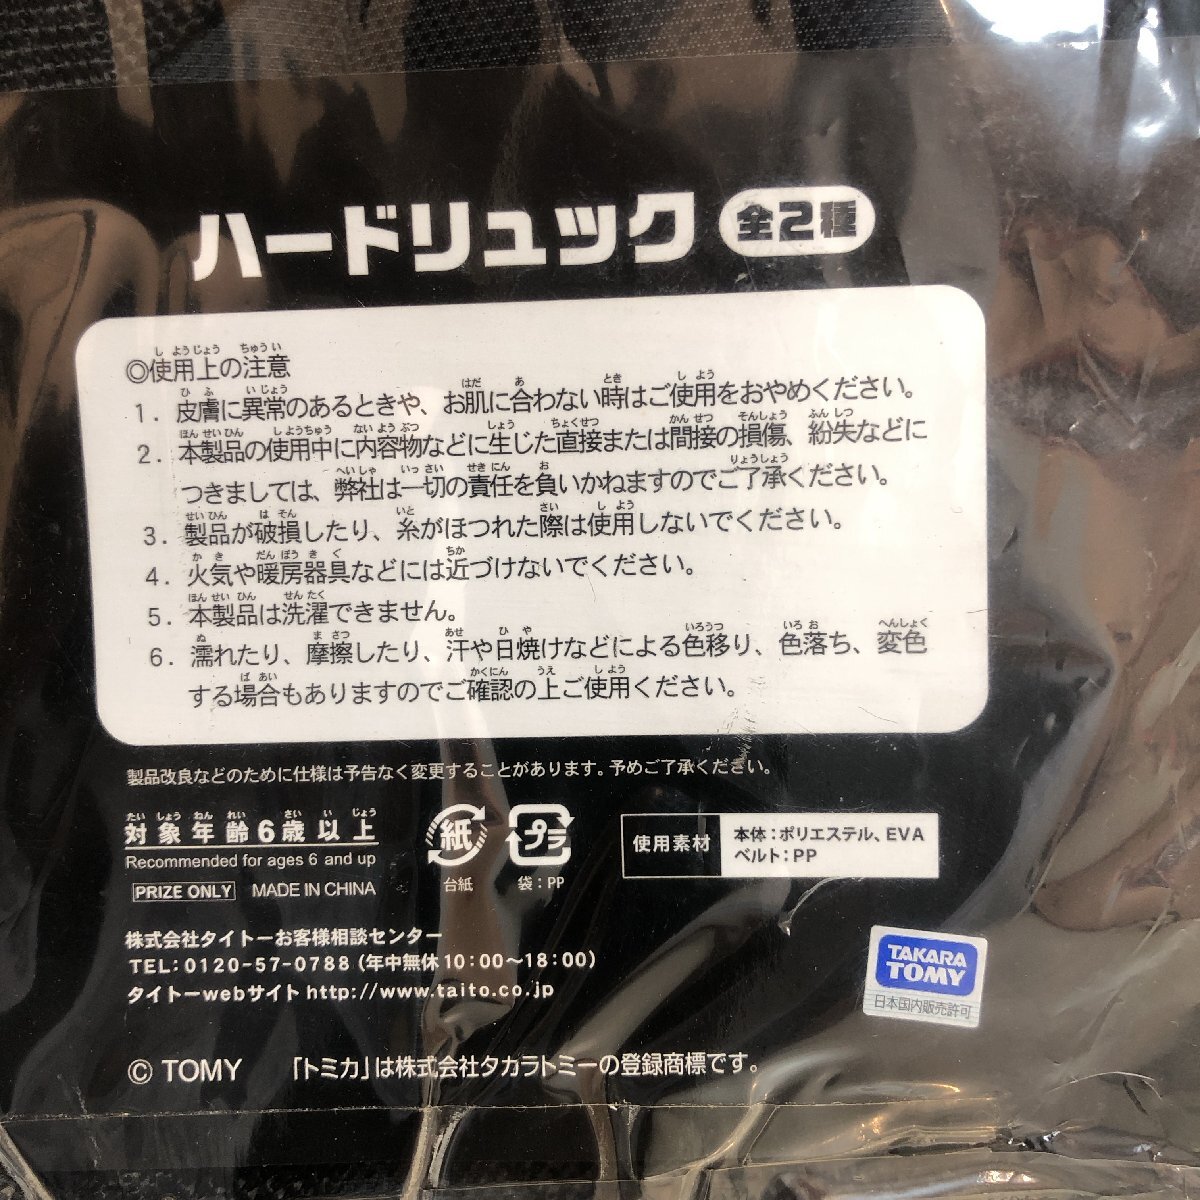 ハードリュック 全2種
◎使用上の注意
1. 皮膚に異常のあるときや、お肌に合わない時はご使用をおやめください。
2. 本製品の使用中に内容物などに生じた直接または間接の損傷、紛失などに
つきましては、弊社は一切の責任を負いかねますのでご了承ください。
3. 製品が破損したり、糸がほつれた際は使用しないでください。
4. 火気や暖房器具などには近づけないでください。
5. 本製品は洗濯できません。
6. 濡れたり、摩擦したり、汗や日焼けなどによる色移り、色落ち、変色
する場合もありますのでご確認の上ご使用ください。
製品改良などのために仕様は予告なく変更することがあります。予めご了承ください。
対象年齢6歳以上
Recommended for ages 6 and up
PRIZE ONLY MADE IN CHINA
紙
台紙
プラ
袋:PP
使用素材
本体:ポリエステル、EVA
ベルト:PP
株式会社タイトーお客様相談センター
TEL:0120-57-0788(年中無休10:00〜18:00)
タイトーwebサイト http://www.taito.co.jp
TAKARA
TOMY
日本国内販売許可
© TOMY 「トミカ」は株式会社タカラトミーの登録商標です。